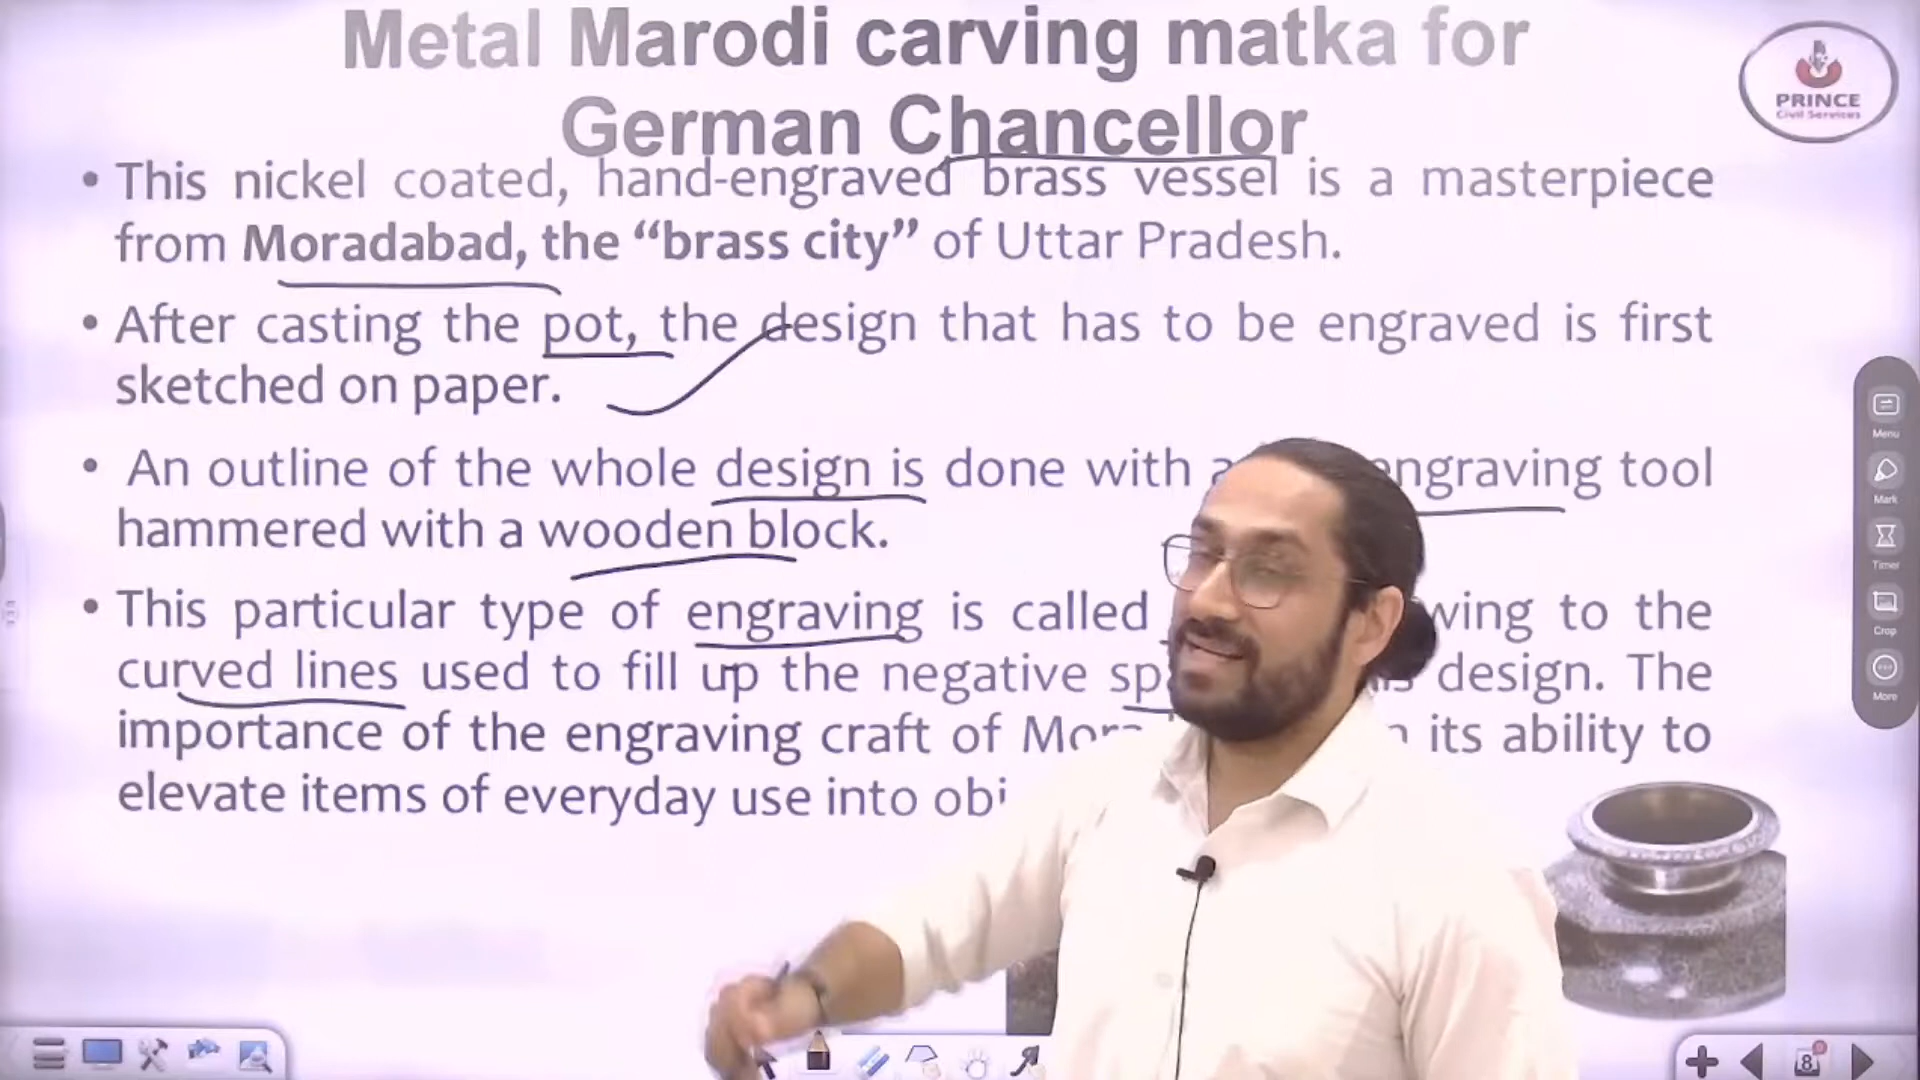 Metal Marodi carving matka for
German Chancellor
PRINCE
Civil Services
• This nickel coated, hand-engraved brass vessel is a masterpiece
from Moradabad, the “brass city” of Uttar Pradesh.
• After casting the pot, the design that has to be engraved is first
sketched on paper.
• An outline of the whole design is done with engraving tool
hammered with a wooden block.
• This particular type of engraving is called to the
curved lines used to fill up the negative design. The
importance of the engraving craft of its ability to
elevate items of everyday use into
Menu
Mark
Timer
Crop
More
8